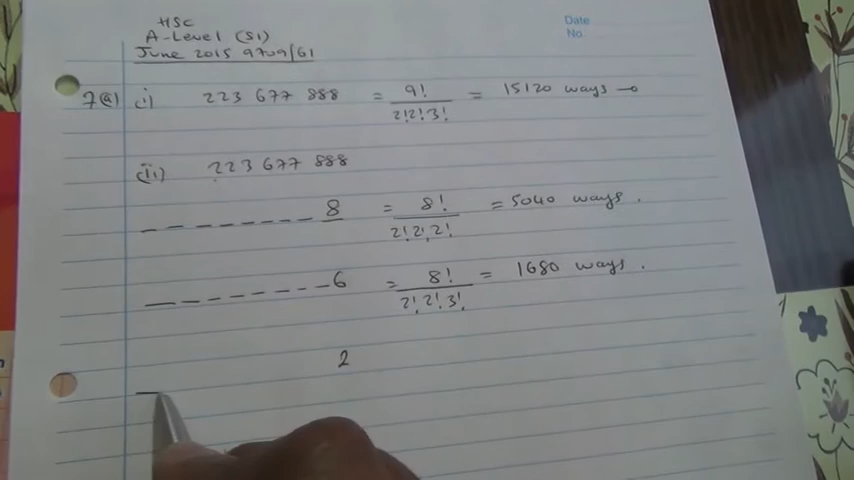 HSC
A-Level (S1)
June 2015 9709/61
Date
No.
7(a) (i) 223 677 888 = 9!/2!2!3! = 15120 ways
(ii) 223 677 888
_ _ _ _ _ _ _ _ 8 = 8!/2!2!2! = 5040 ways.
_ _ _ _ _ _ _ _ 6 = 8!/2!2!3! = 1680 ways.
_ 2